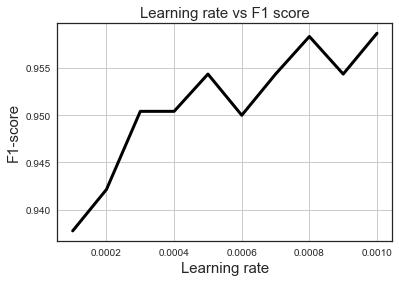 Learning rate vs F1 score
F1-score
0.955
0.950
0.945
0.940
0.0002 0.0004 0.0006 0.0008 0.0010
Learning rate